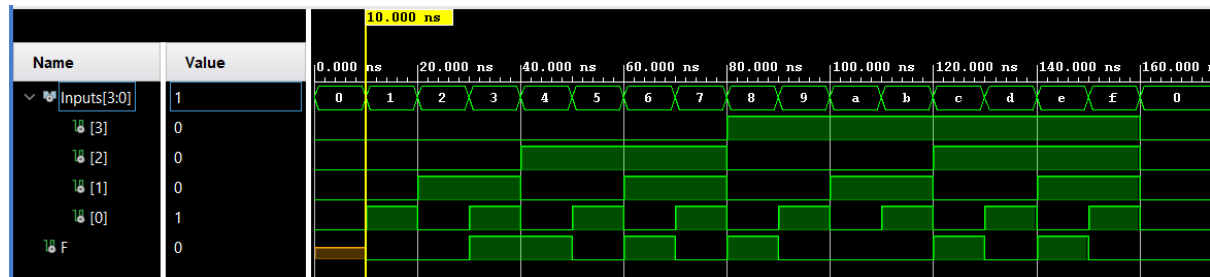 10.000 ns
Name Value
0.000 ns 20.000 ns 40.000 ns 60.000 ns 80.000 ns 100.000 ns 120.000 ns 140.000 ns 160.000
Inputs[3:0] 1 0 1 2 3 4 5 6 7 8 9 a b c d e f 0
[3] 0
[2] 0
[1] 0
[0] 1
F 0